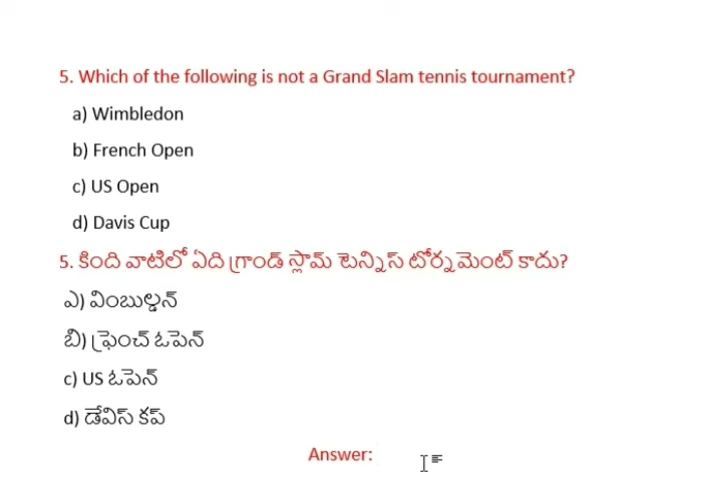 5. Which of the following is not a Grand Slam tennis tournament?
a) Wimbledon
b) French Open
c) US Open
d) Davis Cup
5. కింది వాటిలో ఏది గ్రాండ్ స్లామ్ టెన్నిస్ టోర్నమెంట్ కాదు?
ఎ) వింబుల్డన్
బి) ఫ్రెంచ్ ఓపెన్
c) US ఓపెన్
d) డేవిస్ కప్
Answer: